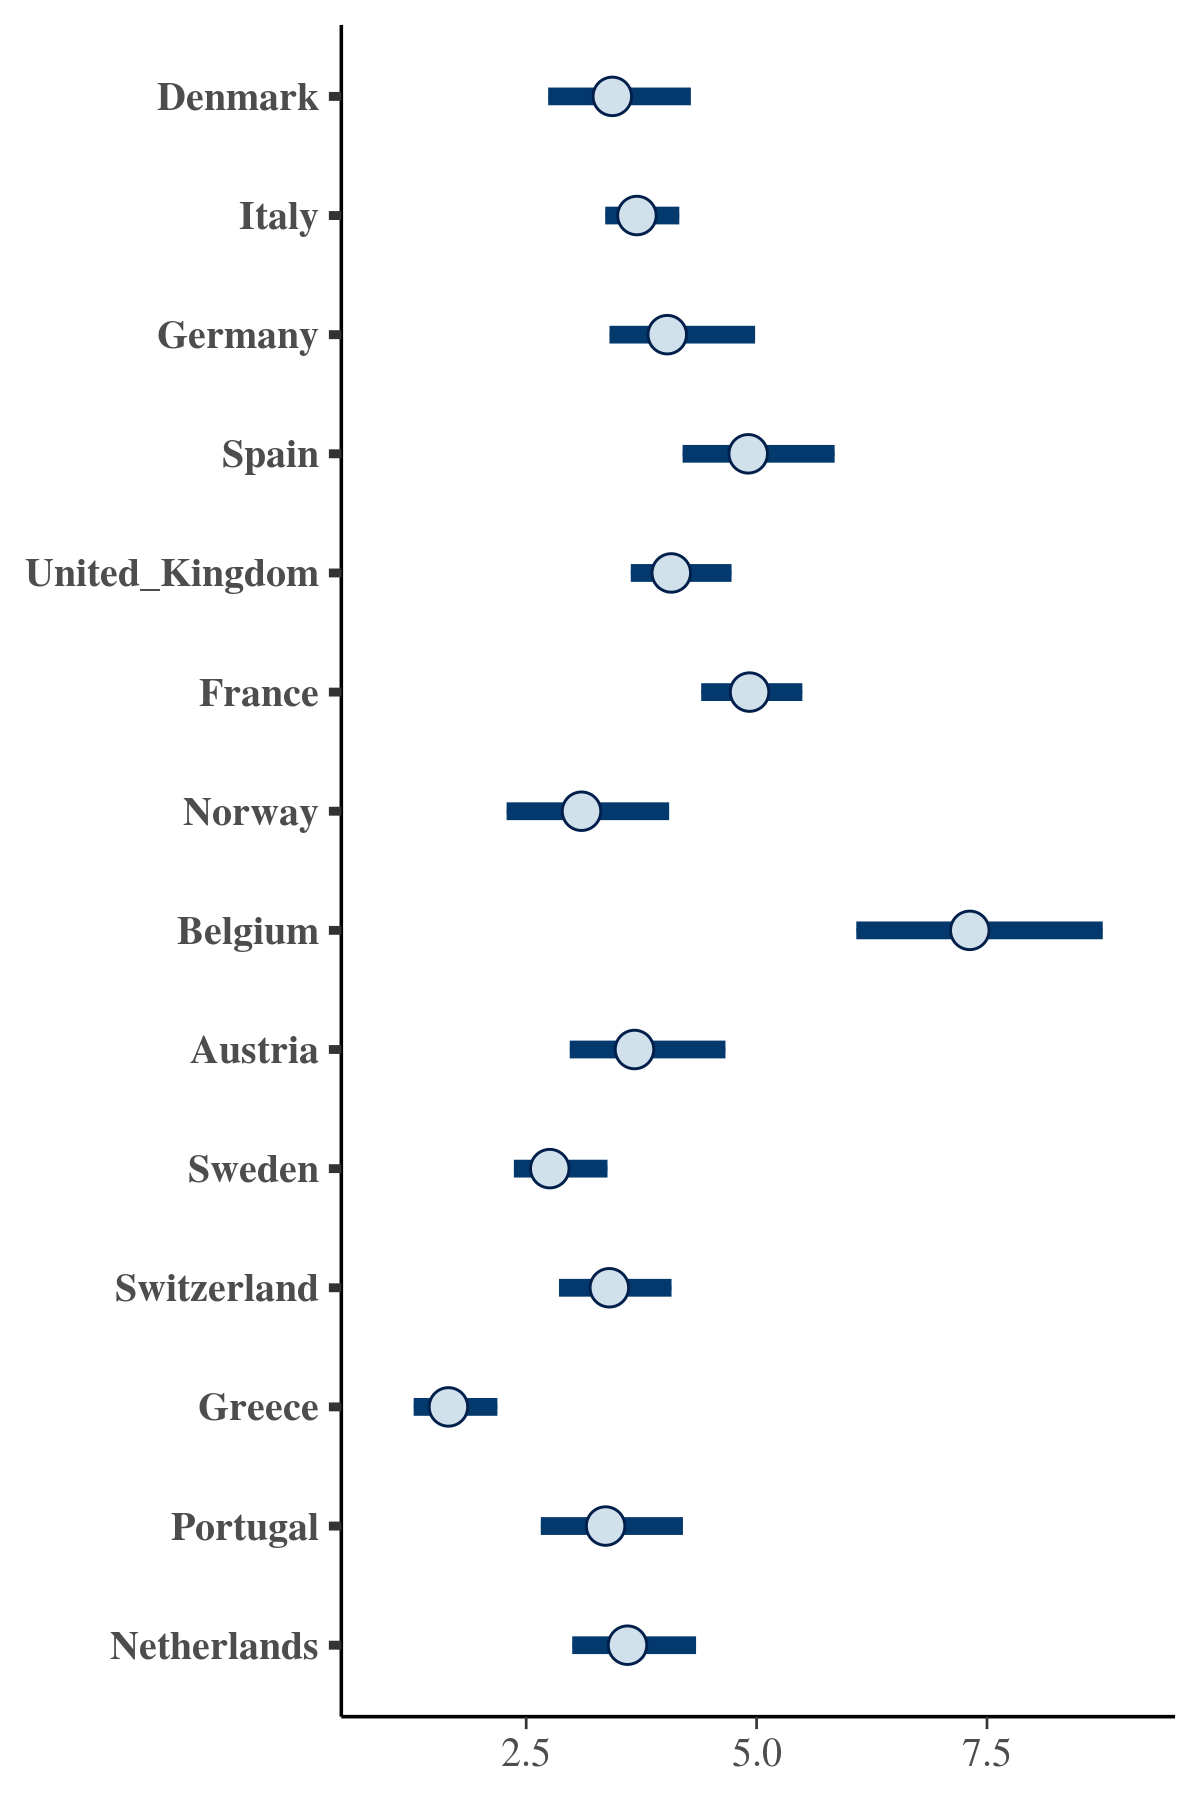 Denmark
Italy
Germany
Spain
United_Kingdom
France
Norway
Belgium
Austria
Sweden
Switzerland
Greece
Portugal
Netherlands
2.5 5.0 7.5